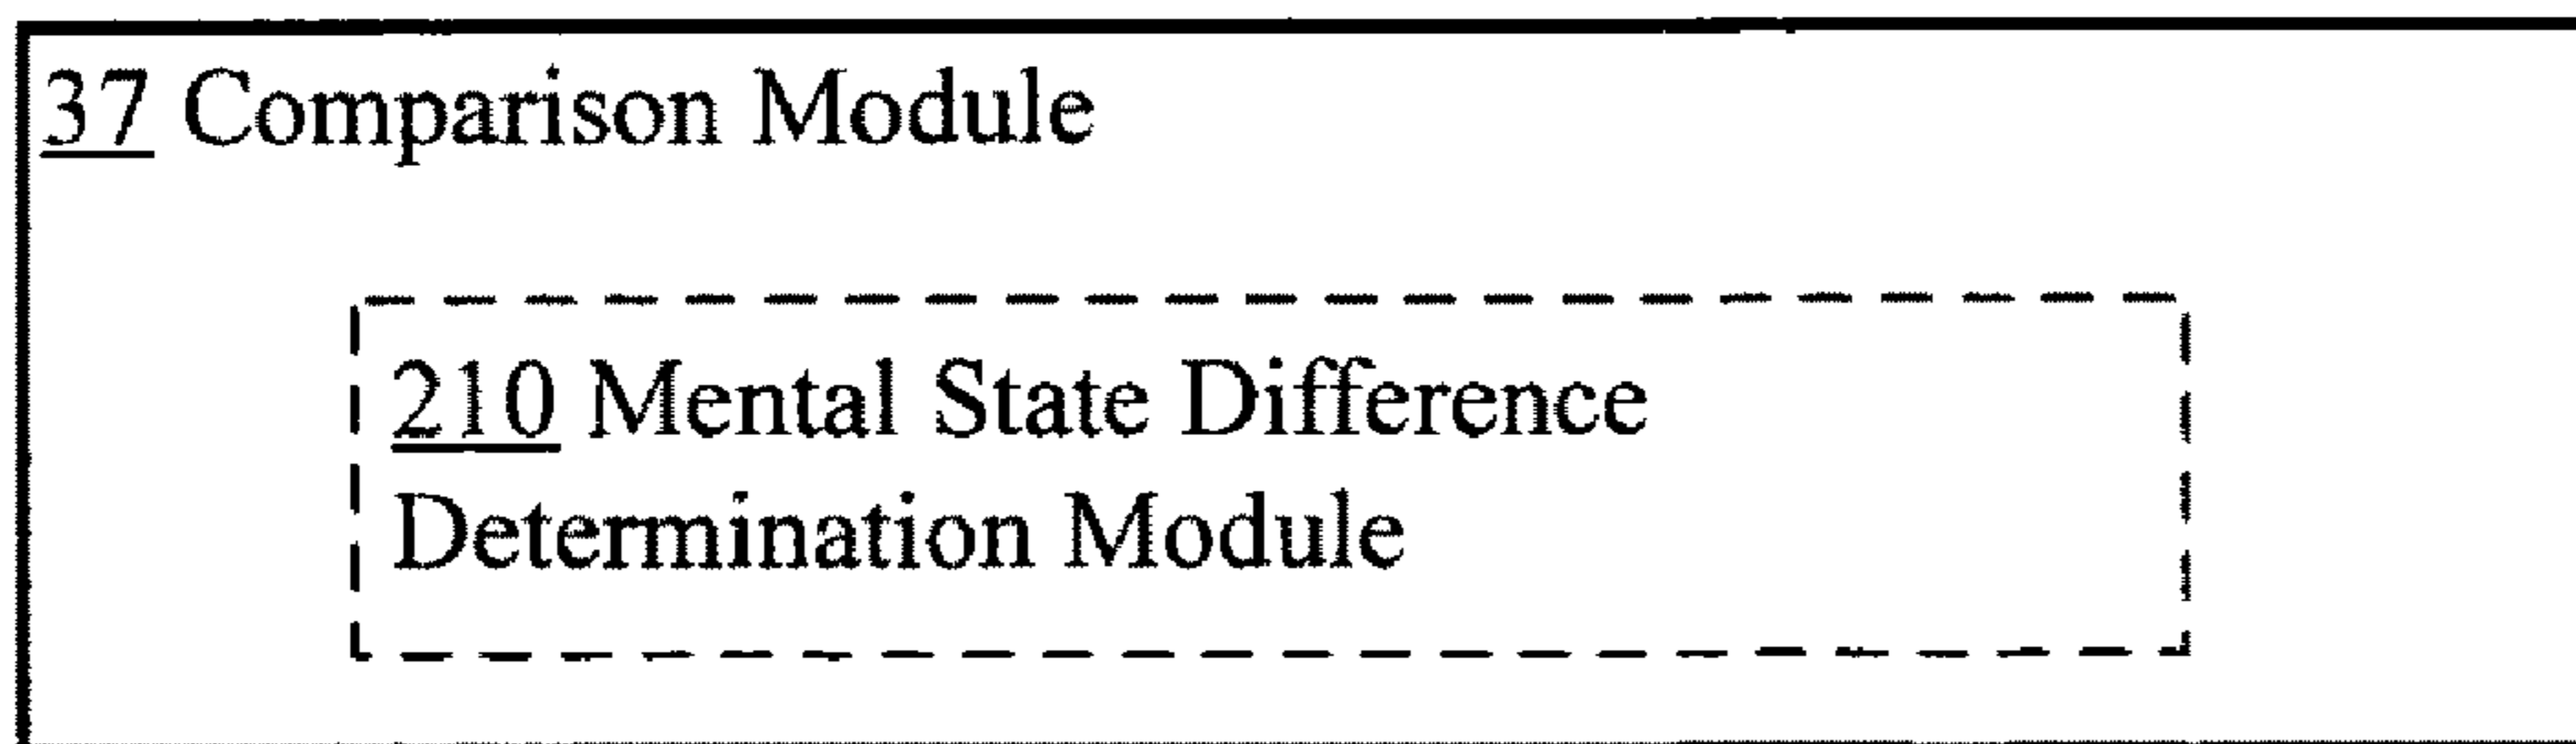 37 Comparison Module
210 Mental State Difference
Determination Module